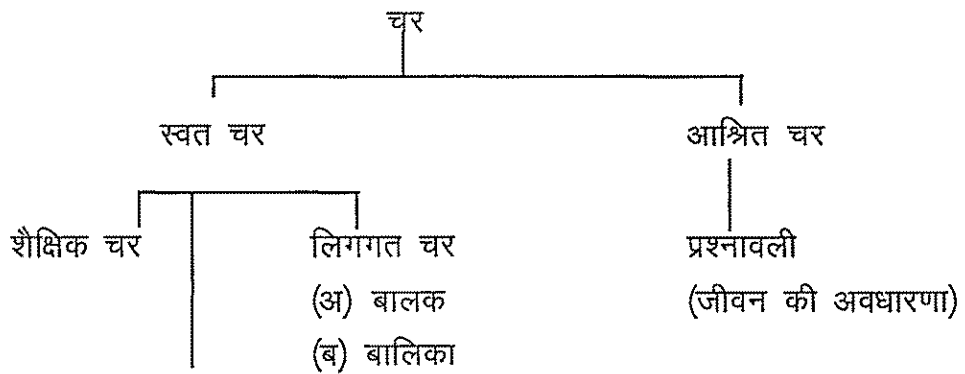 चर
स्वत चर आश्रित चर
शैक्षिक चर लिगगत चर प्रश्नावली
(अ) बालक (जीवन की अवधारणा)
(ब) बालिका